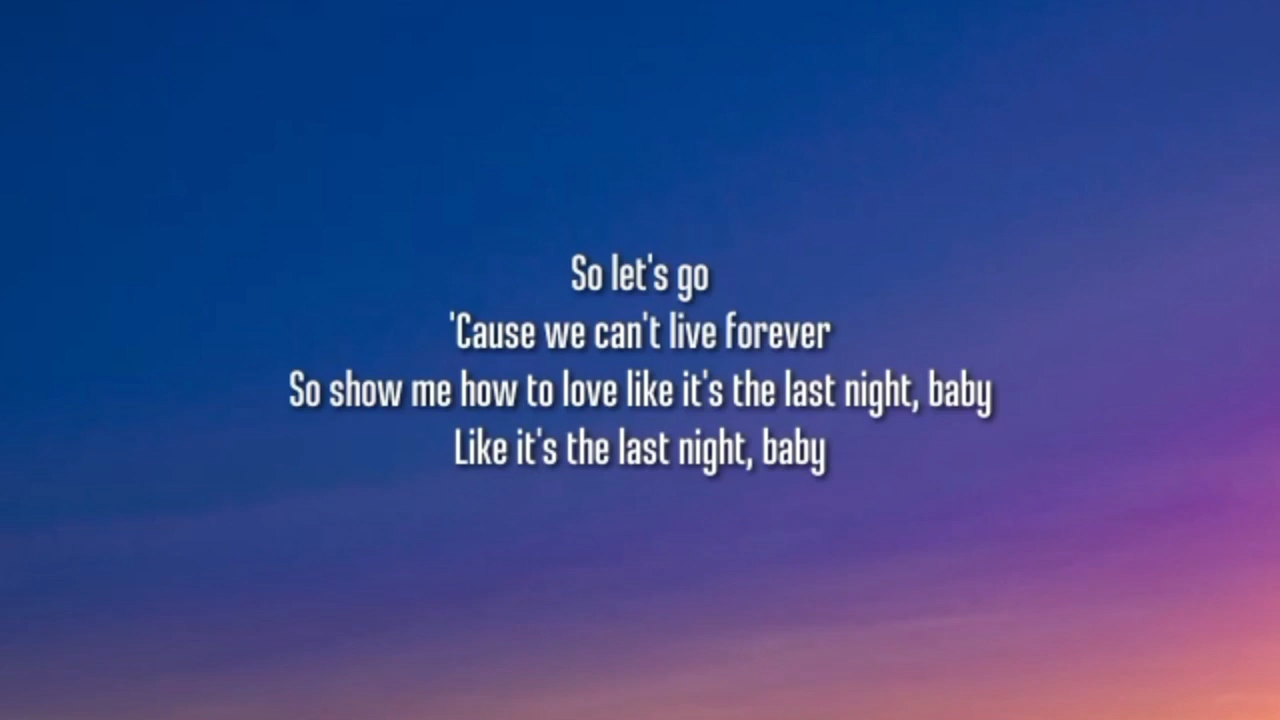 So let's go
'Cause we can't live forever
So show me how to love like it's the last night, baby
Like it's the last night, baby